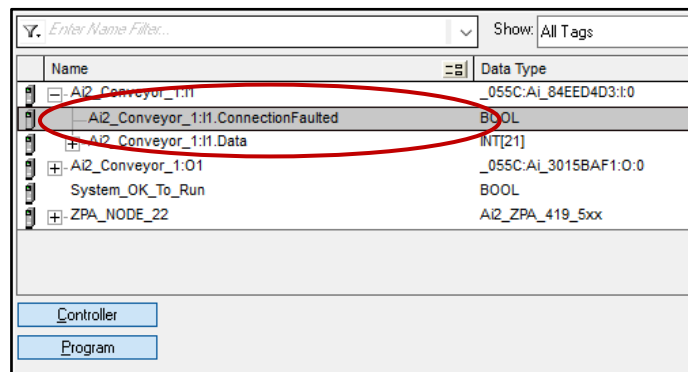 Enter Name Filter... Show: All Tags
Name Data Type
Ai2_Conveyor_1:I1 _055C:Ai_84EED4D3:I:0
Ai2_Conveyor_1:I1.ConnectionFaulted BOOL
Ai2_Conveyor_1:I1.Data INT[21]
Ai2_Conveyor_1:O1 _055C:Ai_3015BAF1:O:0
System_OK_To_Run BOOL
ZPA_NODE_22 Ai2_ZPA_419_5xx
Controller
Program